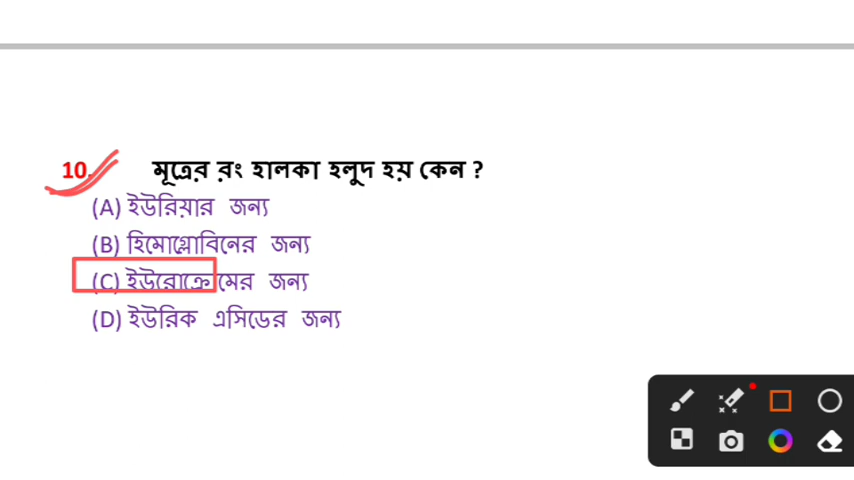 10. মূত্রের রং হালকা হলুদ হয় কেন ?
(A) ইউরিয়ার জন্য
(B) হিমোগ্লোবিনের জন্য
(C) ইউরোক্রোমের জন্য
(D) ইউরিক এসিডের জন্য